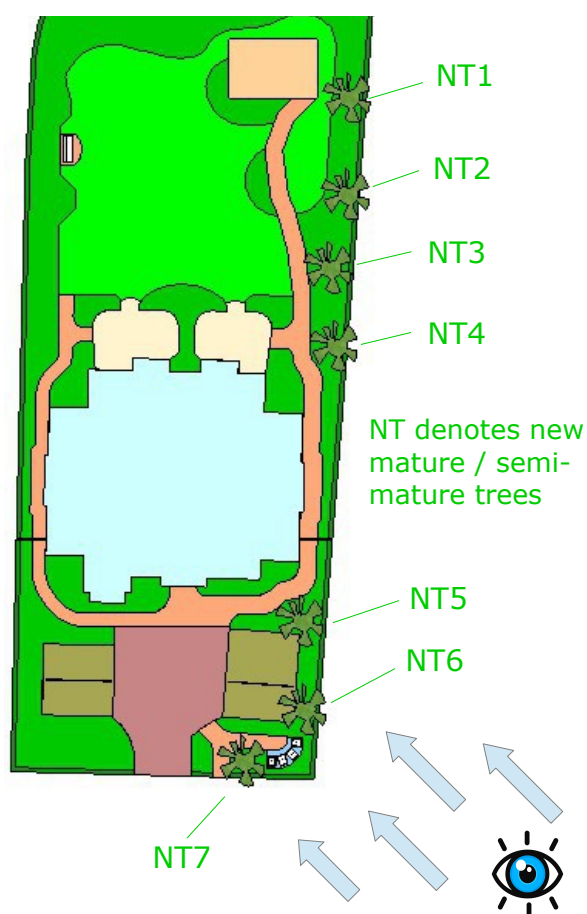 NT1
NT2
NT3
NT4
NT denotes new
mature / semi-
mature trees
NT5
NT6
NT7